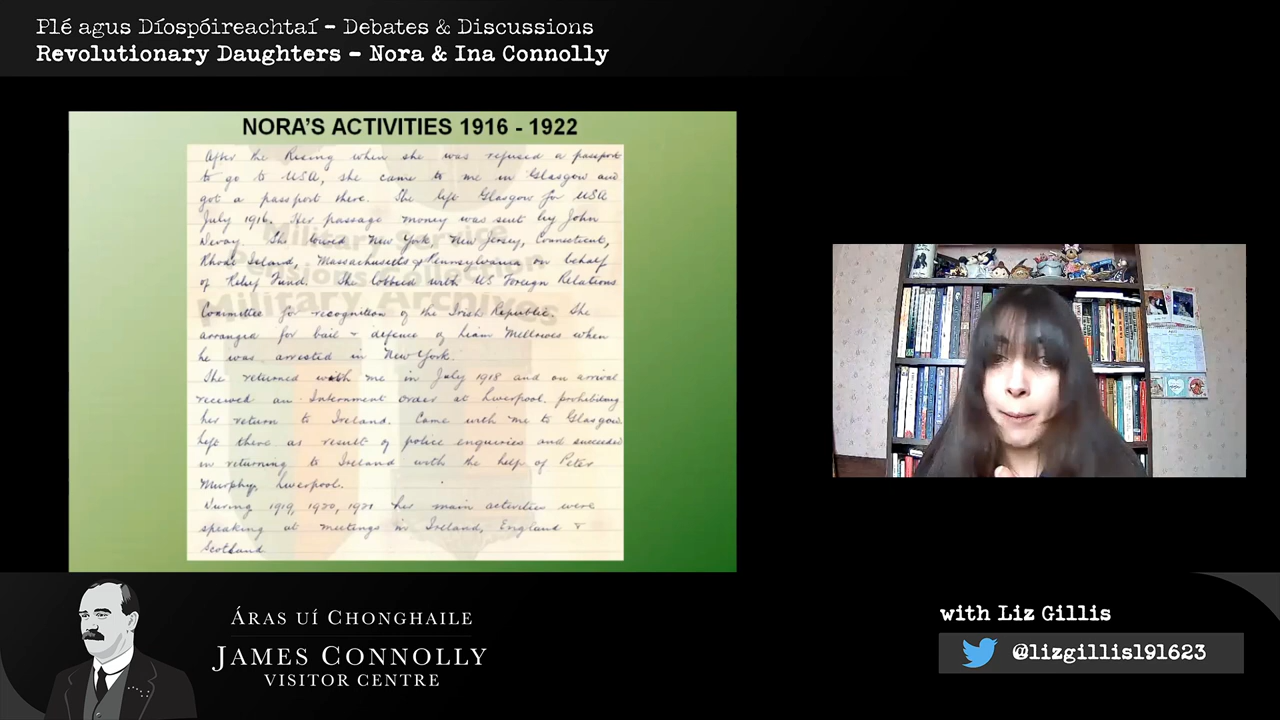 Plé agus Díospóireachtaí – Debates & Discussions
Revolutionary Daughters – Nora & Ina Connolly
NORA'S ACTIVITIES 1916 - 1922
After the Rising when she was refused a passport
to go to USA, she came to me in Glasgow and
got a passport there. She left Glasgow for USA
July 1916. Her passage money was sent by John
Devoy. She toured New York, New Jersey, Connecticut,
Rhode Island, Massachusetts & Pennsylvania on behalf
of Relief Fund. She lobbied with US Foreign Relations
Committee for recognition of the Irish Republic. She
arranged for bail & defence of Liam Mellowes when
he was arrested in New York.
She returned with me in July 1918 and on arrival
received an Internment order at Liverpool prohibiting
her return to Ireland. Came with me to Glasgow
left there as result of police enquiries and succeeded
in returning to Ireland with the help of Peter
Murphy, Liverpool.
During 1919, 1920, 1921 her main activities were
speaking at meetings in Ireland, England &
Scotland.
Military Service
Pensions Collection
Military Archives
ÁRAS UÍ CHONGHAILE
JAMES CONNOLLY
VISITOR CENTRE
with Liz Gillis
@lizgillis191623